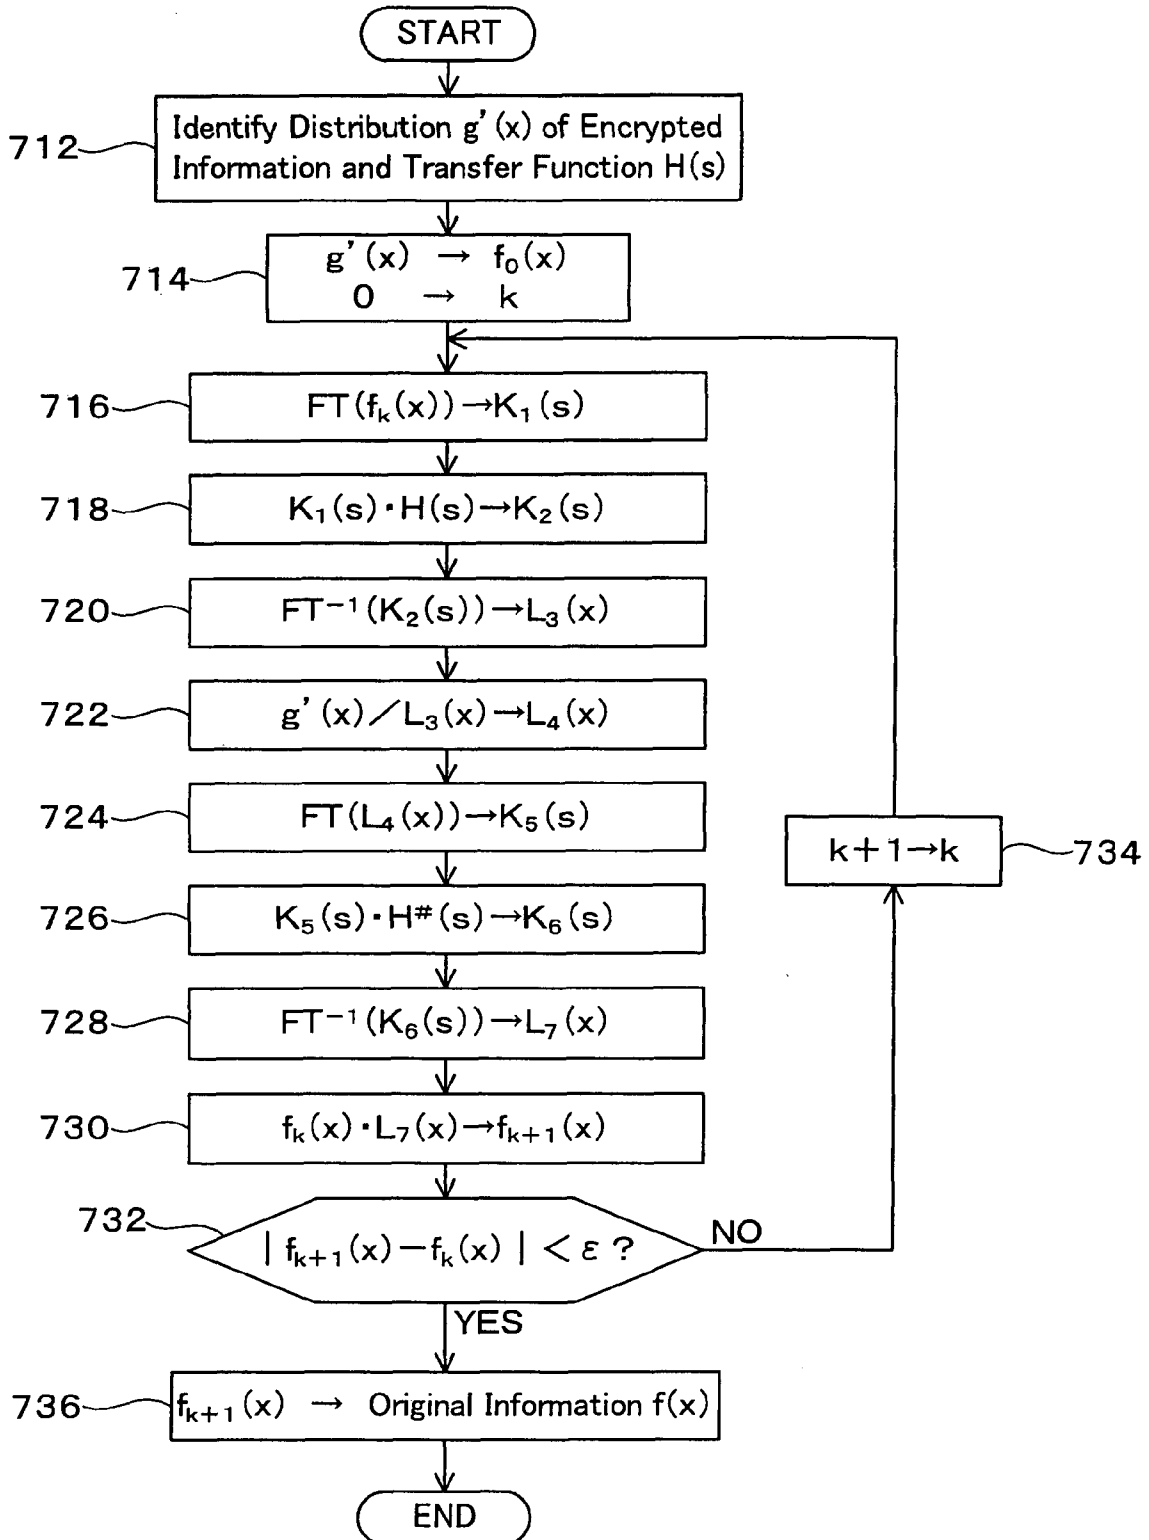 START
712
Identify Distribution g'(x) of Encrypted
Information and Transfer Function H(s)
714
g'(x) → f₀(x)
0 → k
716
FT(fₖ(x))→K₁(s)
718
K₁(s)・H(s)→K₂(s)
720
FT⁻¹(K₂(s))→L₃(x)
722
g'(x)/L₃(x)→L₄(x)
724
FT(L₄(x))→K₅(s)
734
k+1→k
726
K₅(s)・H#(s)→K₆(s)
728
FT⁻¹(K₆(s))→L₇(x)
730
fₖ(x)・L₇(x)→fₖ₊₁(x)
732
| fₖ₊₁(x)−fₖ(x) | < ε ?
NO
YES
736
fₖ₊₁(x) → Original Information f(x)
END